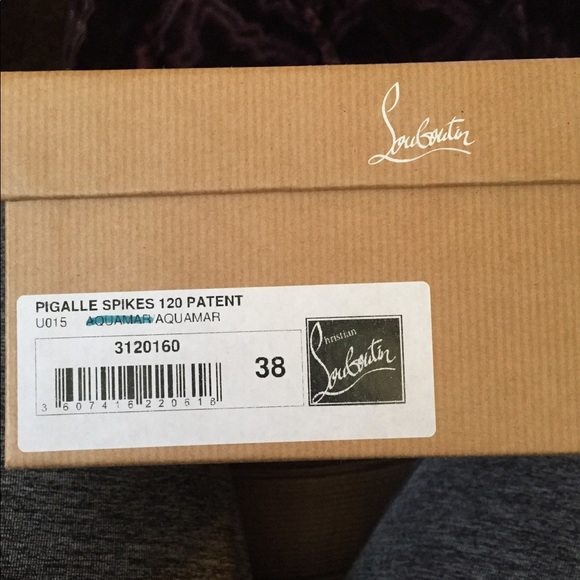 Louboutin
PIGALLE SPIKES 120 PATENT
U015 AQUAMAR/AQUAMAR
3120160
38
3 607416 220618
Christian
Louboutin